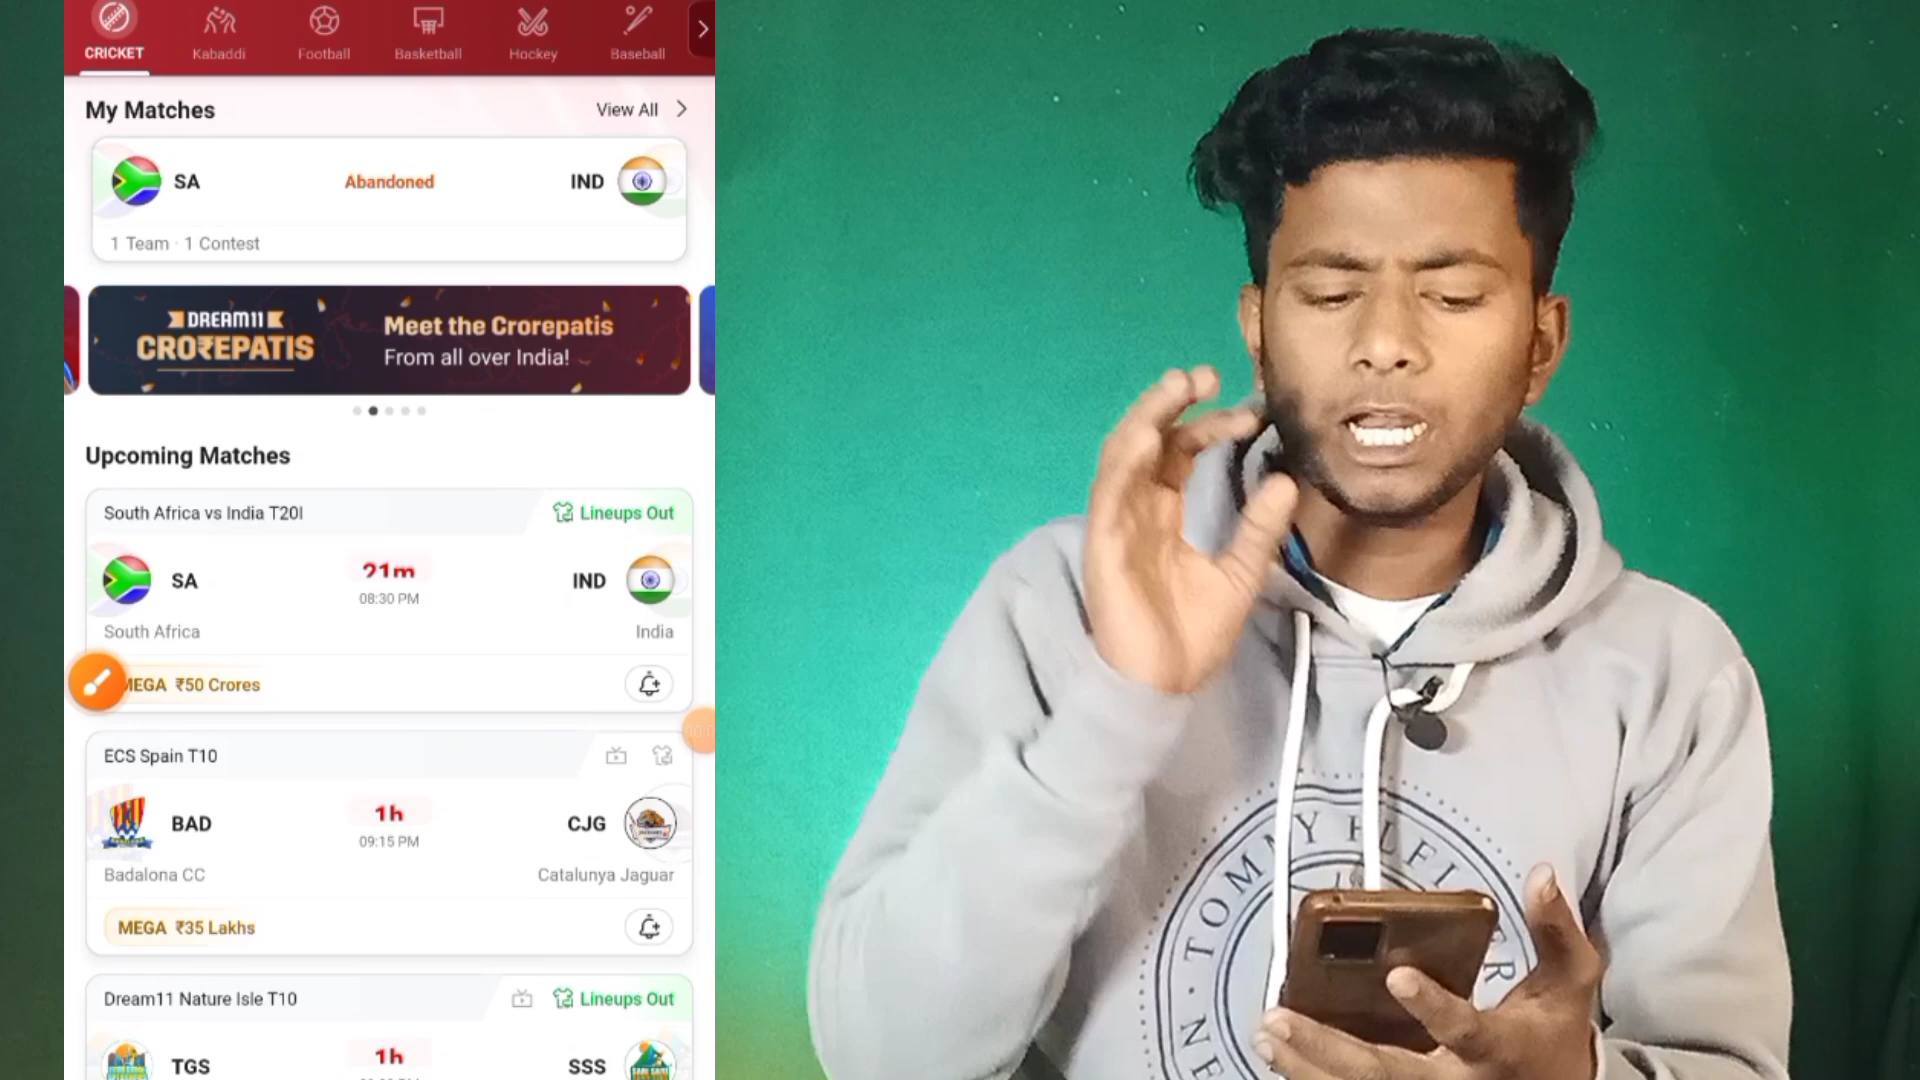 CRICKET
Kabaddi
Football
Basketball
Hockey
Baseball
My Matches
View All
SA
Abandoned
IND
1 Team · 1 Contest
DREAM11
CRO₹EPATIS
Meet the Crorepatis
From all over India!
Upcoming Matches
South Africa vs India T20I
Lineups Out
SA
21m
IND
08:30 PM
South Africa
India
MEGA ₹50 Crores
ECS Spain T10
BAD
1h
CJG
09:15 PM
Badalona CC
Catalunya Jaguar
MEGA ₹35 Lakhs
Dream11 Nature Isle T10
Lineups Out
TGS
1h
SSS
TOMMY